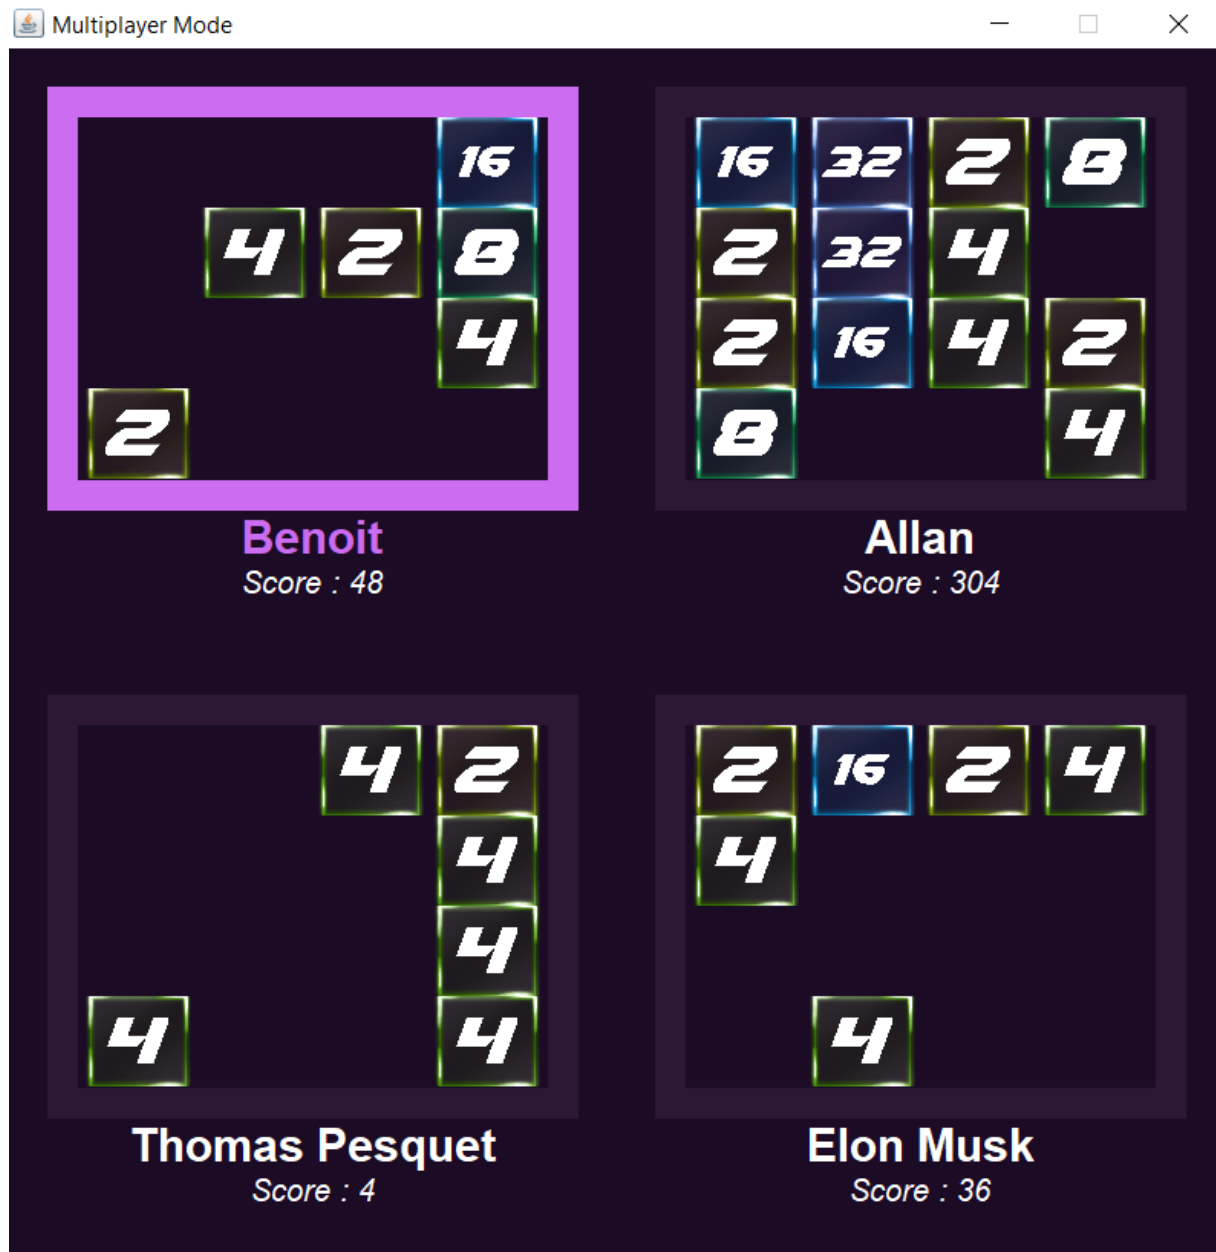 Multiplayer Mode
16
4 2 8
4
2
Benoit
Score : 48
16 32 2 8
2 32 4
2 16 4 2
8 4
Allan
Score : 304
4 2
4
4
4 4
Thomas Pesquet
Score : 4
2 16 2 4
4
4
Elon Musk
Score : 36